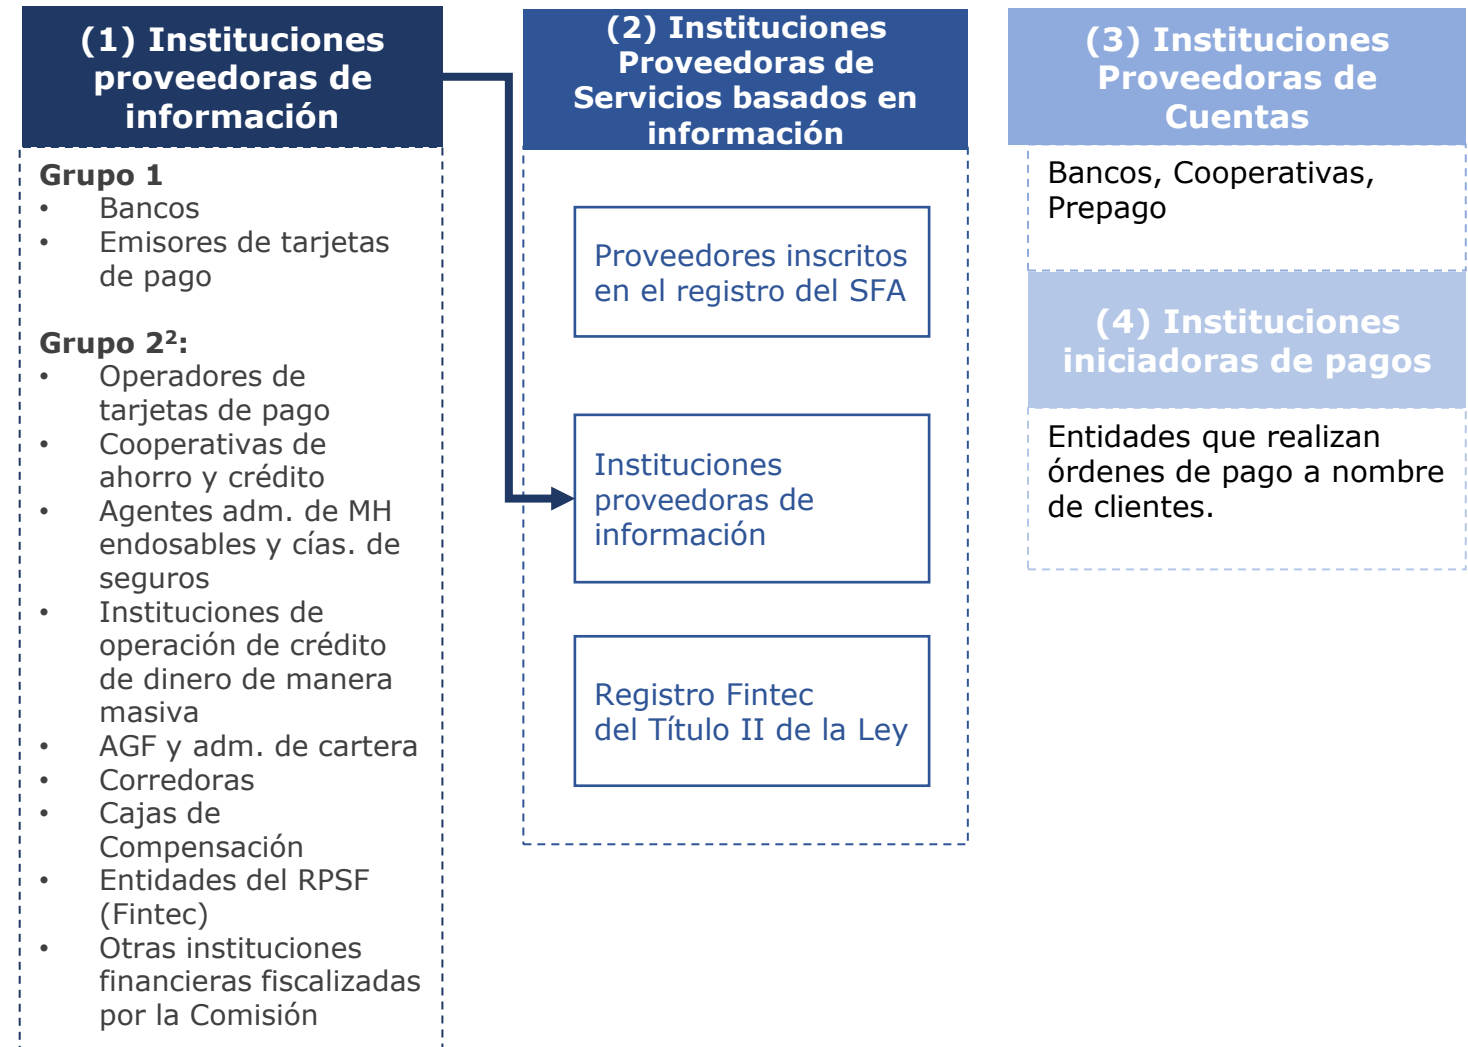 (1) Instituciones
proveedoras de
información
Grupo 1
• Bancos
• Emisores de tarjetas
de pago
Grupo 2²:
• Operadores de
tarjetas de pago
• Cooperativas de
ahorro y crédito
• Agentes adm. de MH
endosables y cías. de
seguros
• Instituciones de
operación de crédito
de dinero de manera
masiva
• AGF y adm. de cartera
• Corredoras
• Cajas de
Compensación
• Entidades del RPSF
(Fintec)
• Otras instituciones
financieras fiscalizadas
por la Comisión
(2) Instituciones
Proveedoras de
Servicios basados en
información
Proveedores inscritos
en el registro del SFA
Instituciones
proveedoras de
información
Registro Fintec
del Título II de la Ley
(3) Instituciones
Proveedoras de
Cuentas
Bancos, Cooperativas,
Prepago
(4) Instituciones
iniciadoras de pagos
Entidades que realizan
órdenes de pago a nombre
de clientes.